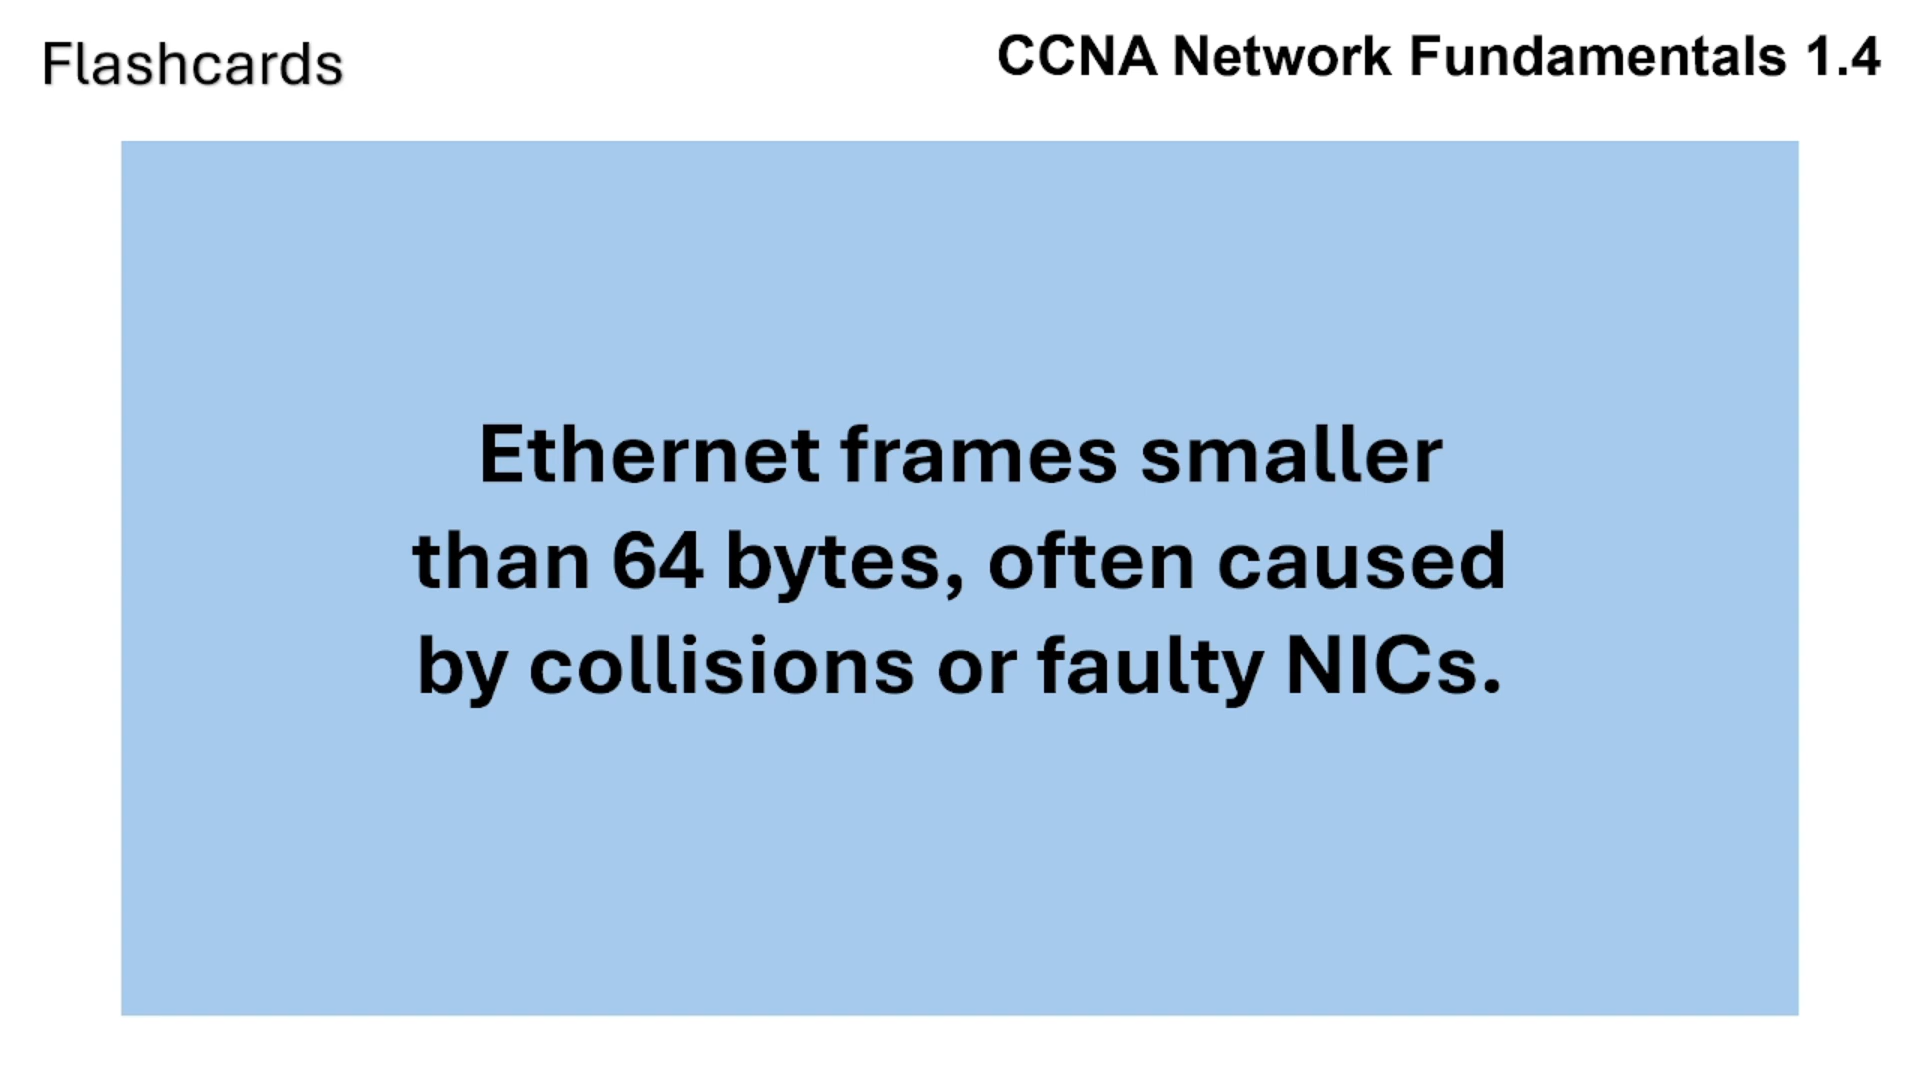 Flashcards
CCNA Network Fundamentals 1.4
Ethernet frames smaller
than 64 bytes, often caused
by collisions or faulty NICs.